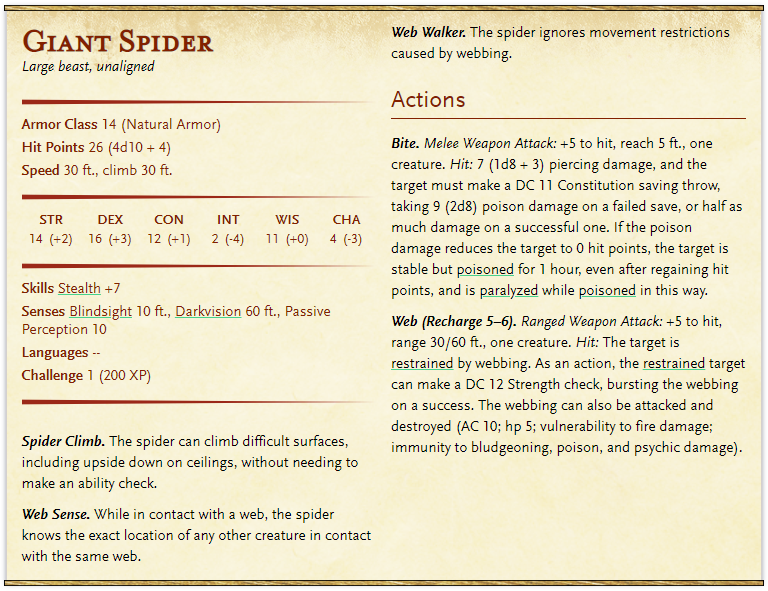 Giant Spider
Large beast, unaligned
Armor Class 14 (Natural Armor)
Hit Points 26 (4d10 + 4)
Speed 30 ft., climb 30 ft.
STR DEX CON INT WIS CHA
14 (+2) 16 (+3) 12 (+1) 2 (-4) 11 (+0) 4 (-3)
Skills Stealth +7
Senses Blindsight 10 ft., Darkvision 60 ft., Passive
Perception 10
Languages --
Challenge 1 (200 XP)
Spider Climb. The spider can climb difficult surfaces,
including upside down on ceilings, without needing to
make an ability check.
Web Sense. While in contact with a web, the spider
knows the exact location of any other creature in contact
with the same web.
Web Walker. The spider ignores movement restrictions
caused by webbing.
Actions
Bite. Melee Weapon Attack: +5 to hit, reach 5 ft., one
creature. Hit: 7 (1d8 + 3) piercing damage, and the
target must make a DC 11 Constitution saving throw,
taking 9 (2d8) poison damage on a failed save, or half as
much damage on a successful one. If the poison
damage reduces the target to 0 hit points, the target is
stable but poisoned for 1 hour, even after regaining hit
points, and is paralyzed while poisoned in this way.
Web (Recharge 5–6). Ranged Weapon Attack: +5 to hit,
range 30/60 ft., one creature. Hit: The target is
restrained by webbing. As an action, the restrained target
can make a DC 12 Strength check, bursting the webbing
on a success. The webbing can also be attacked and
destroyed (AC 10; hp 5; vulnerability to fire damage;
immunity to bludgeoning, poison, and psychic damage).